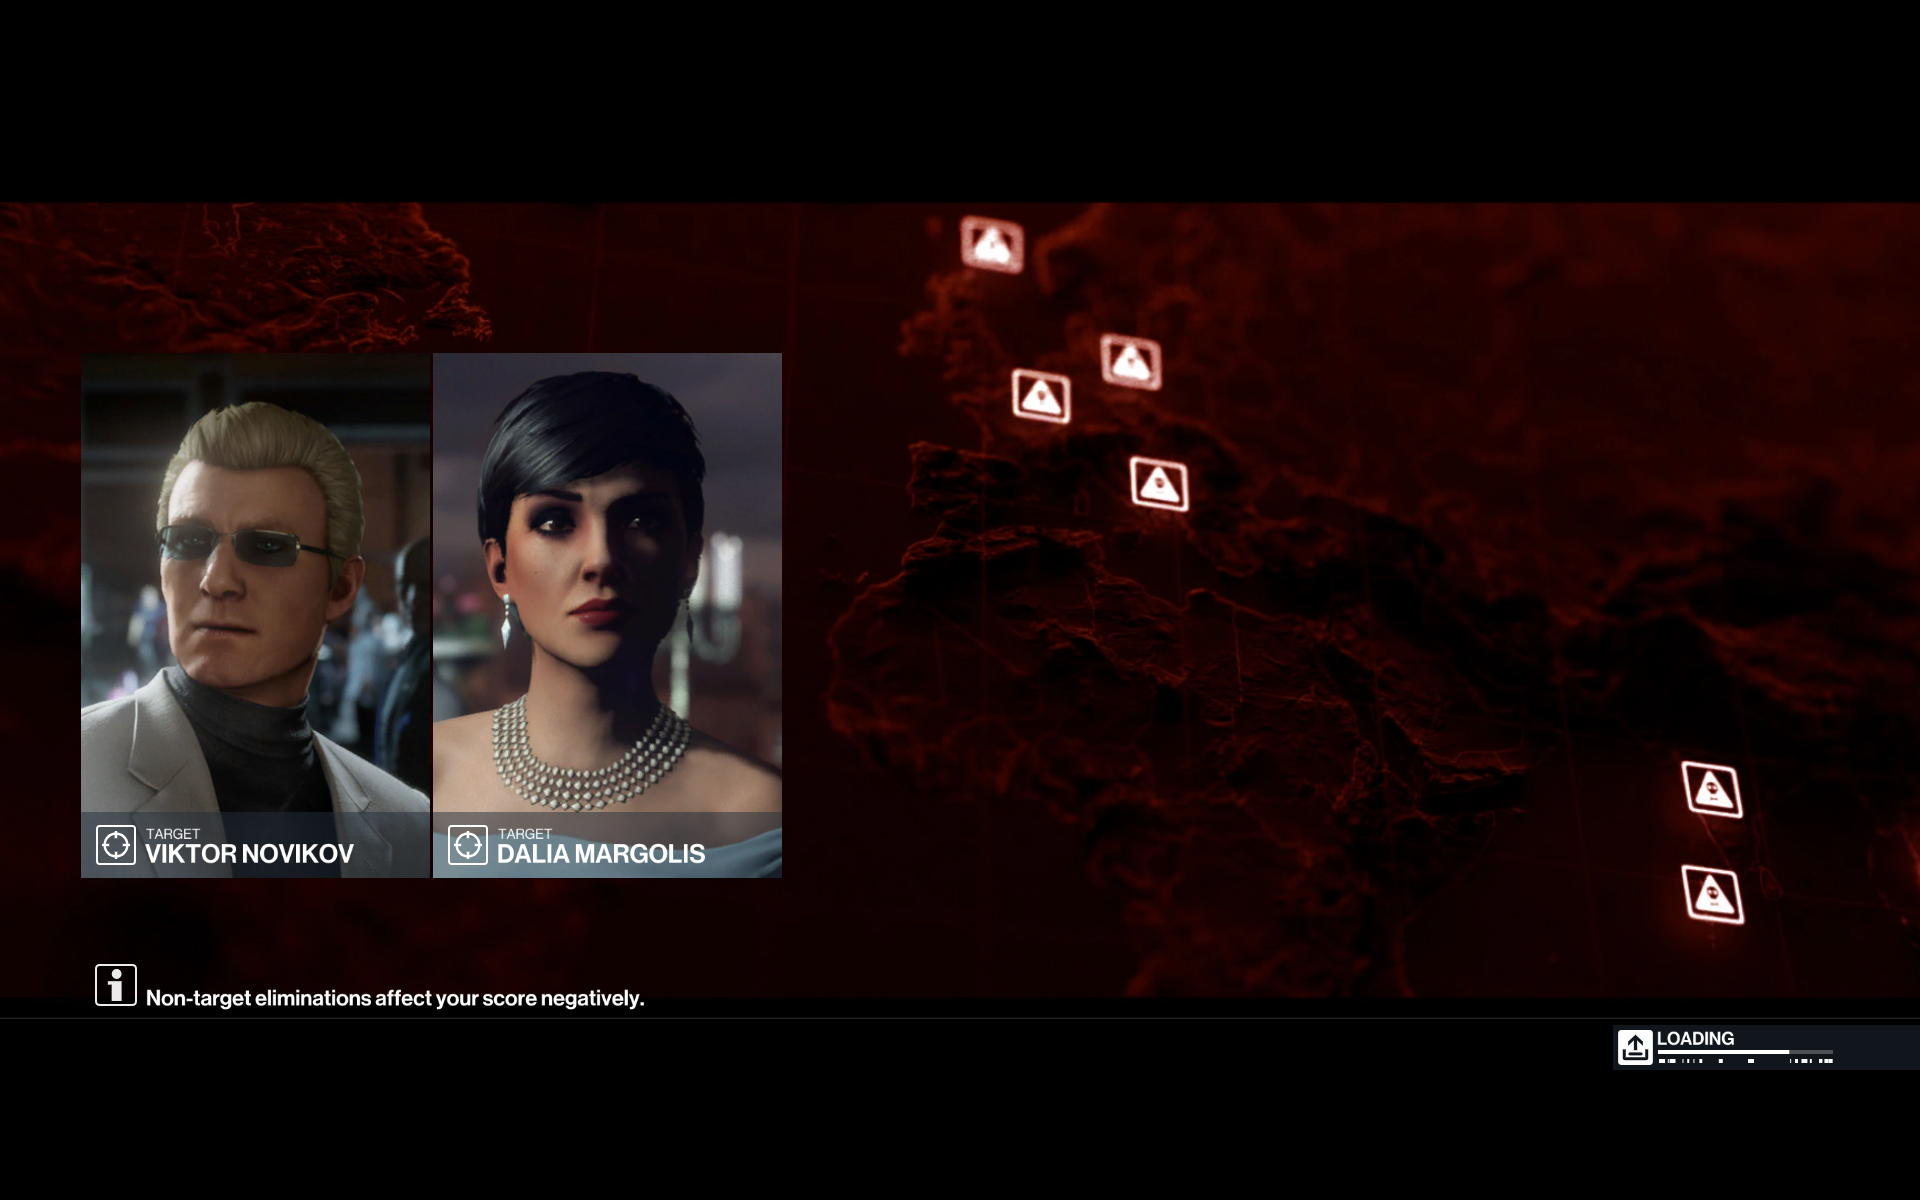 TARGET
VIKTOR NOVIKOV
TARGET
DALIA MARGOLIS
Non-target eliminations affect your score negatively.
LOADING